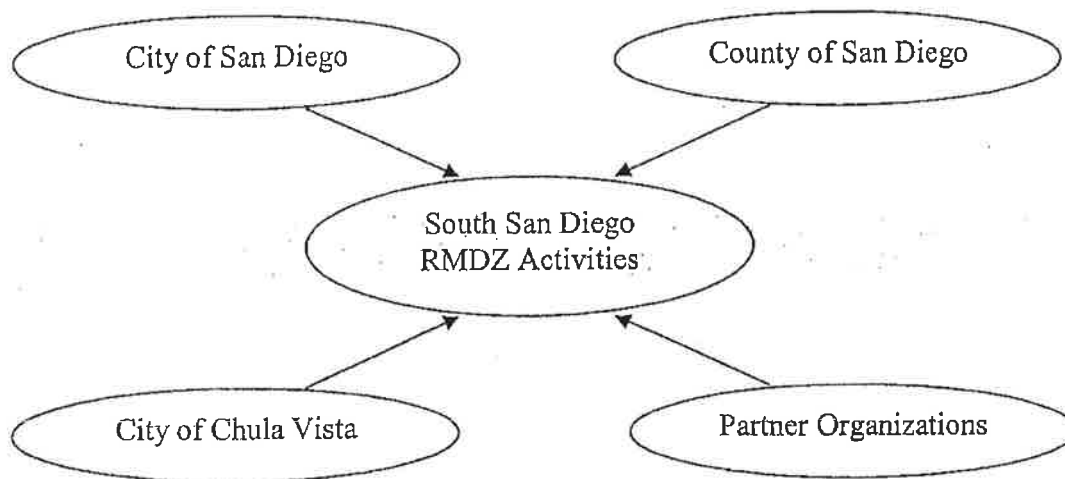 City of San Diego
County of San Diego
South San Diego
RMDZ Activities
City of Chula Vista
Partner Organizations